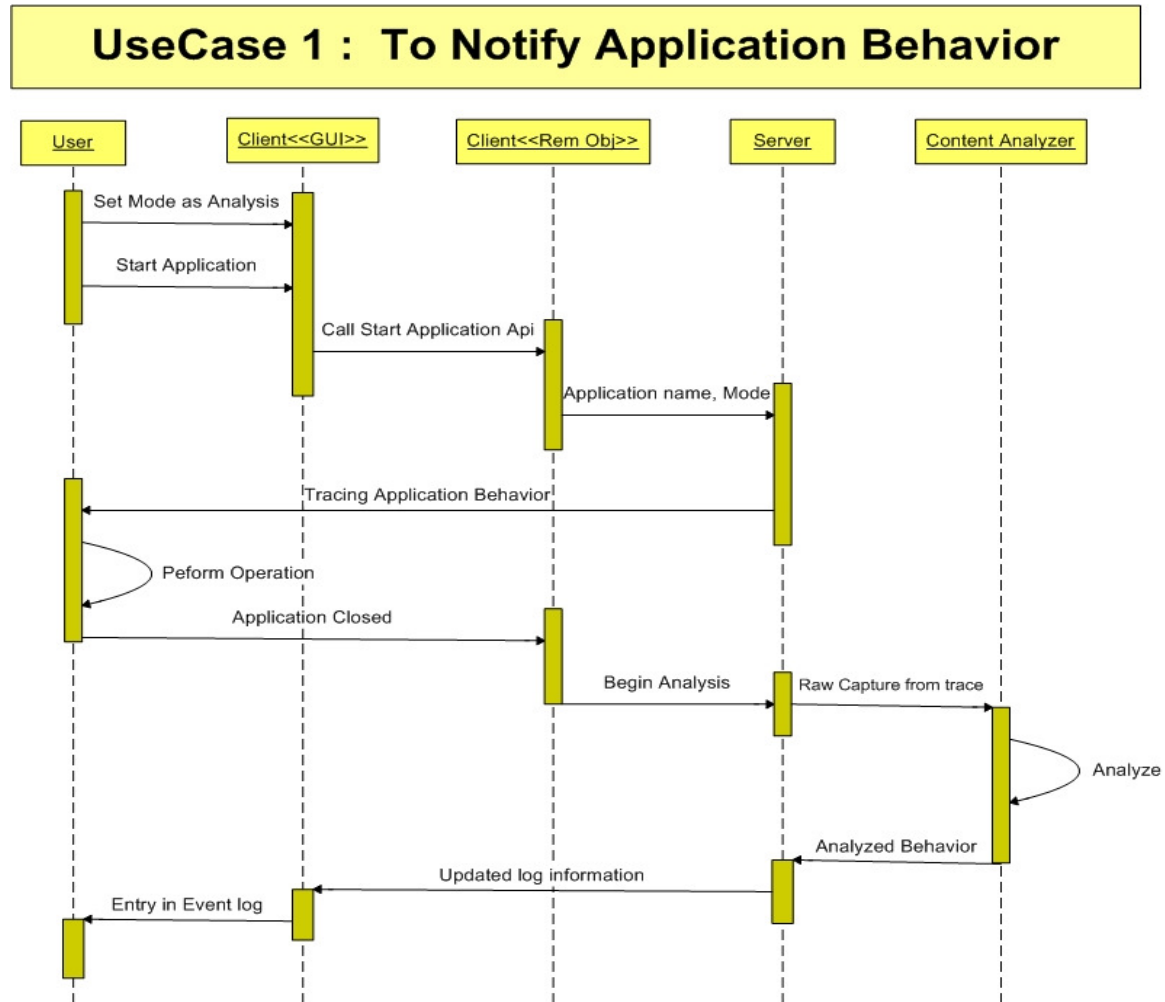 UseCase 1 : To Notify Application Behavior
User
Client<<GUI>>
Client<<Rem Obj>>
Server
Content Analyzer
Set Mode as Analysis
Start Application
Call Start Application Api
Application name, Mode
Tracing Application Behavior
Peform Operation
Application Closed
Begin Analysis
Raw Capture from trace
Analyze
Analyzed Behavior
Updated log information
Entry in Event log